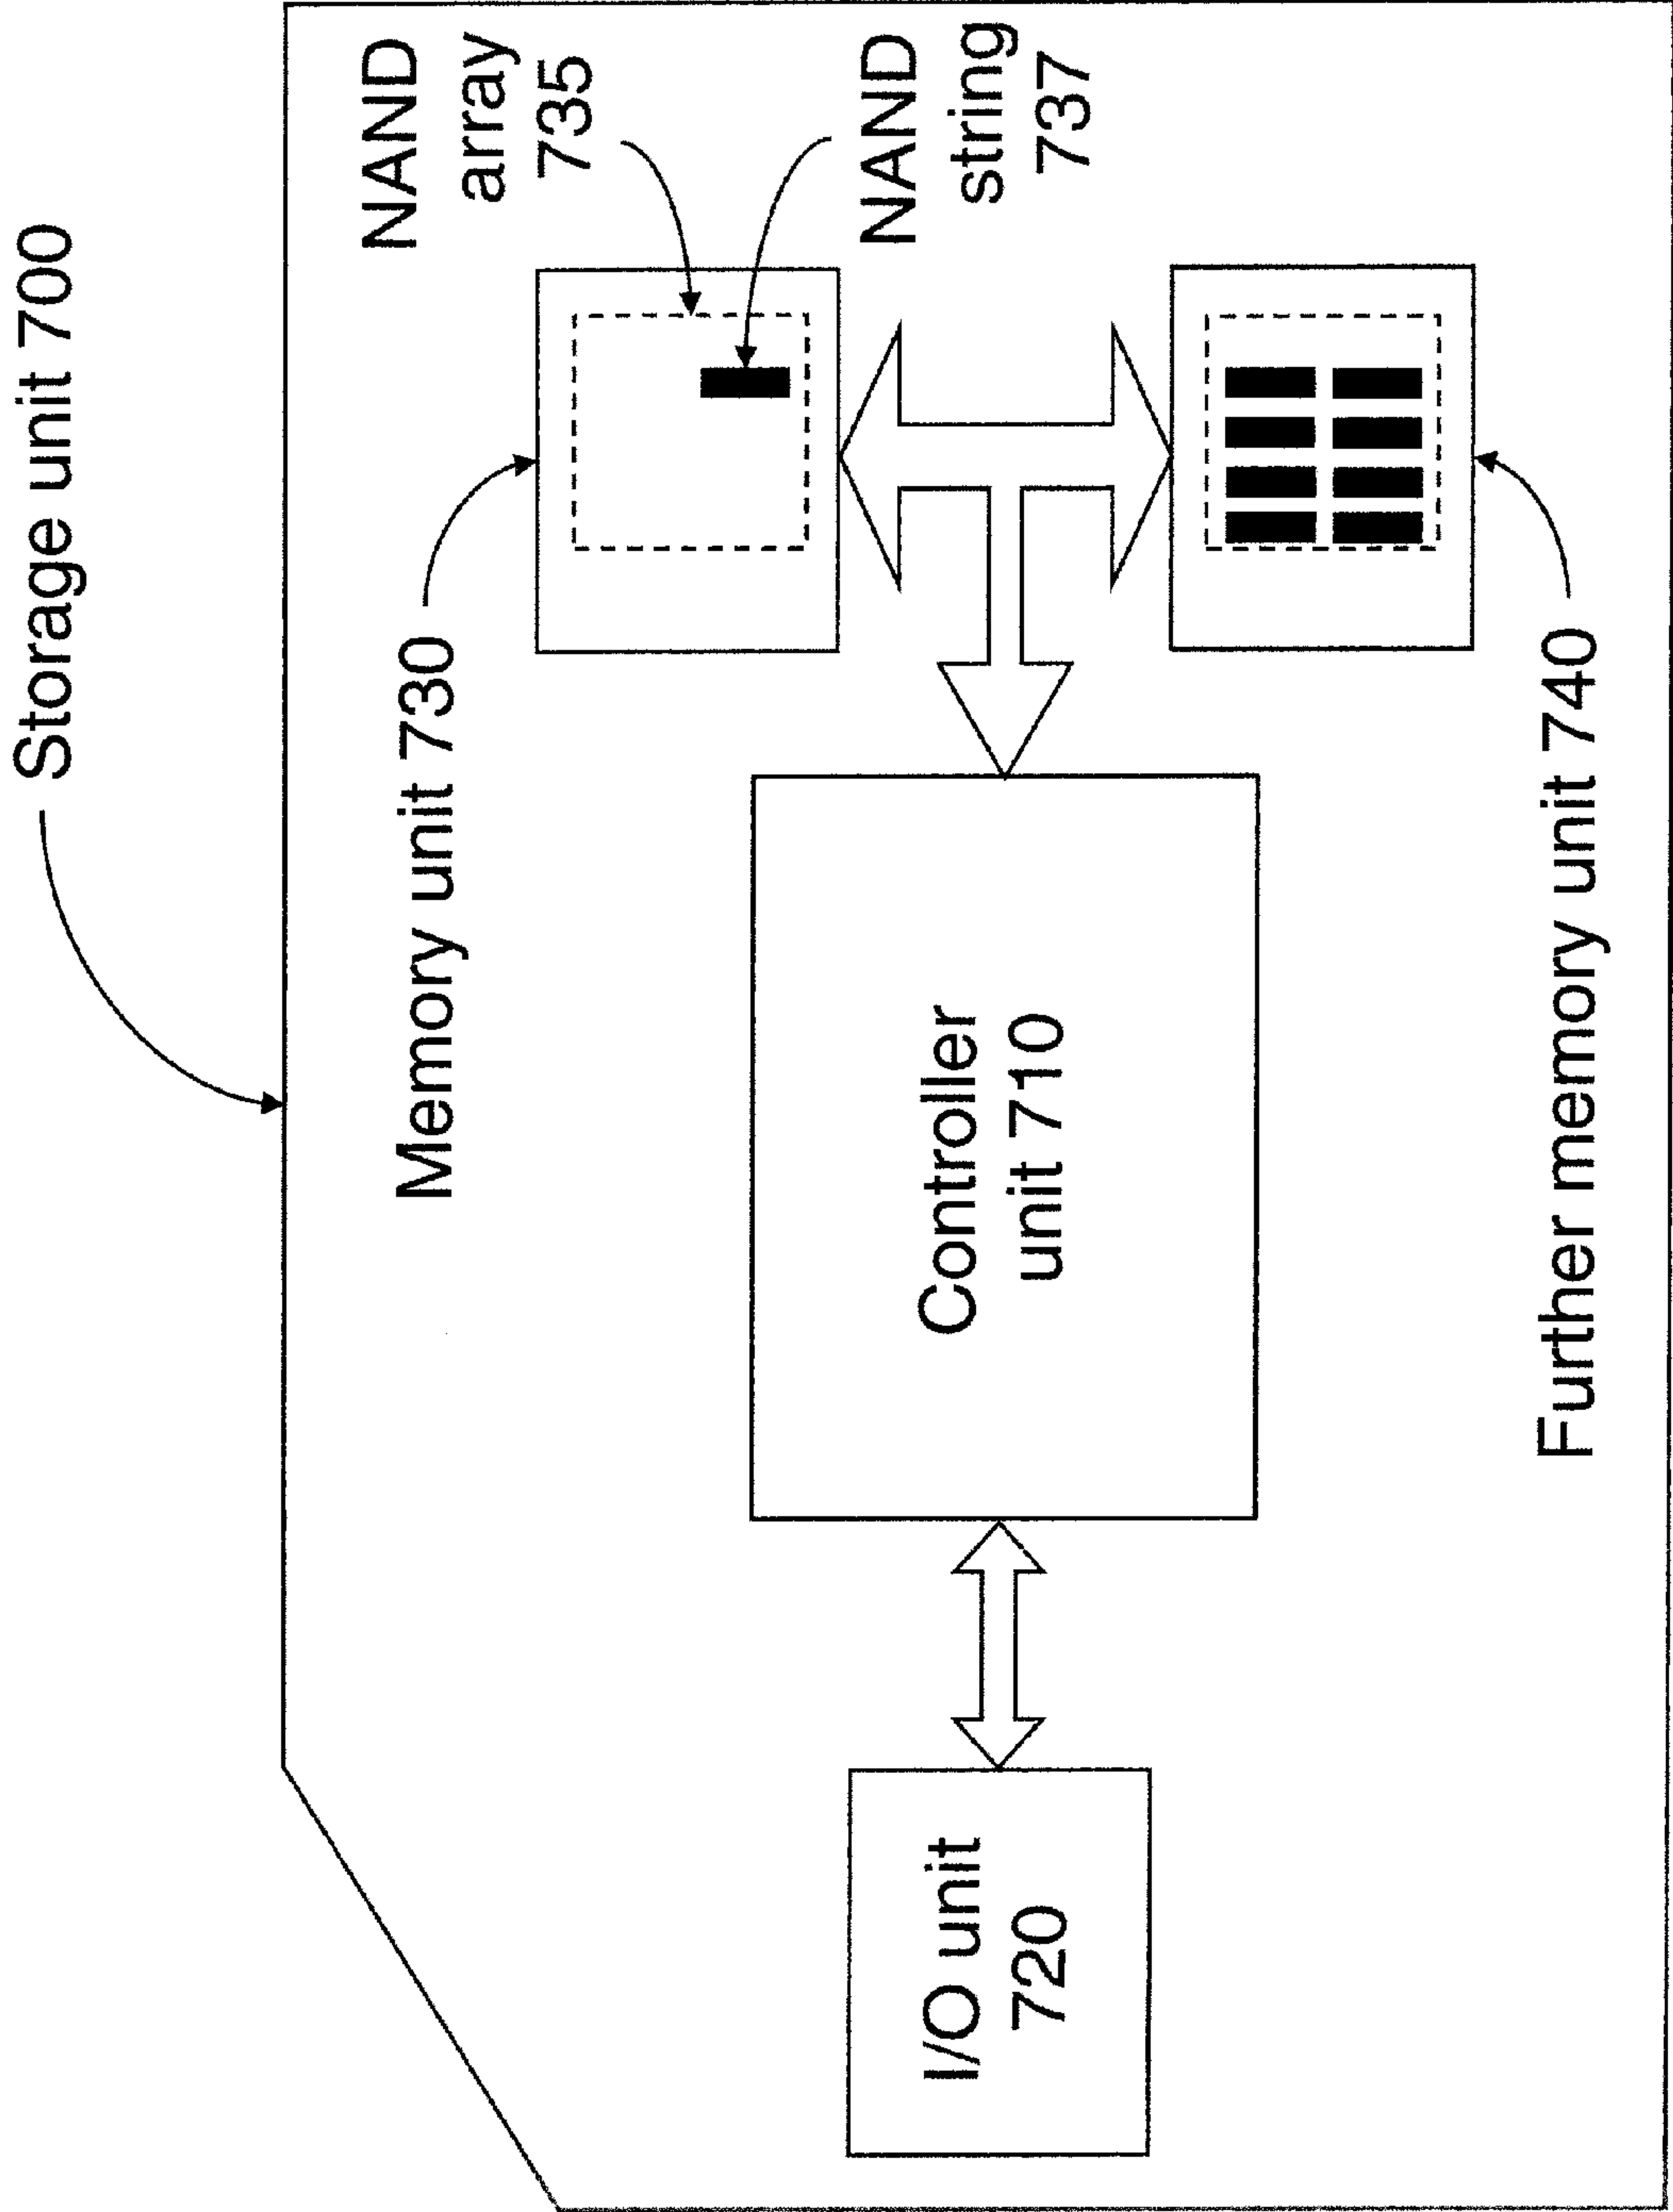 Storage unit 700
NAND
array
735
Memory unit 730
NAND
string
737
Controller
unit 710
I/O unit
720
Further memory unit 740